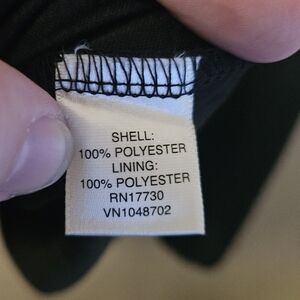 SHELL:
100% POLYESTER
LINING:
100% POLYESTER
RN17730
VN1048702